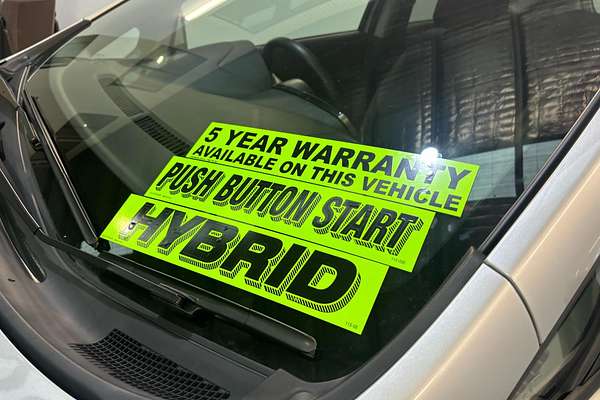 5 YEAR WARRANTY
AVAILABLE ON THIS VEHICLE
PUSH BUTTON START
HYBRID